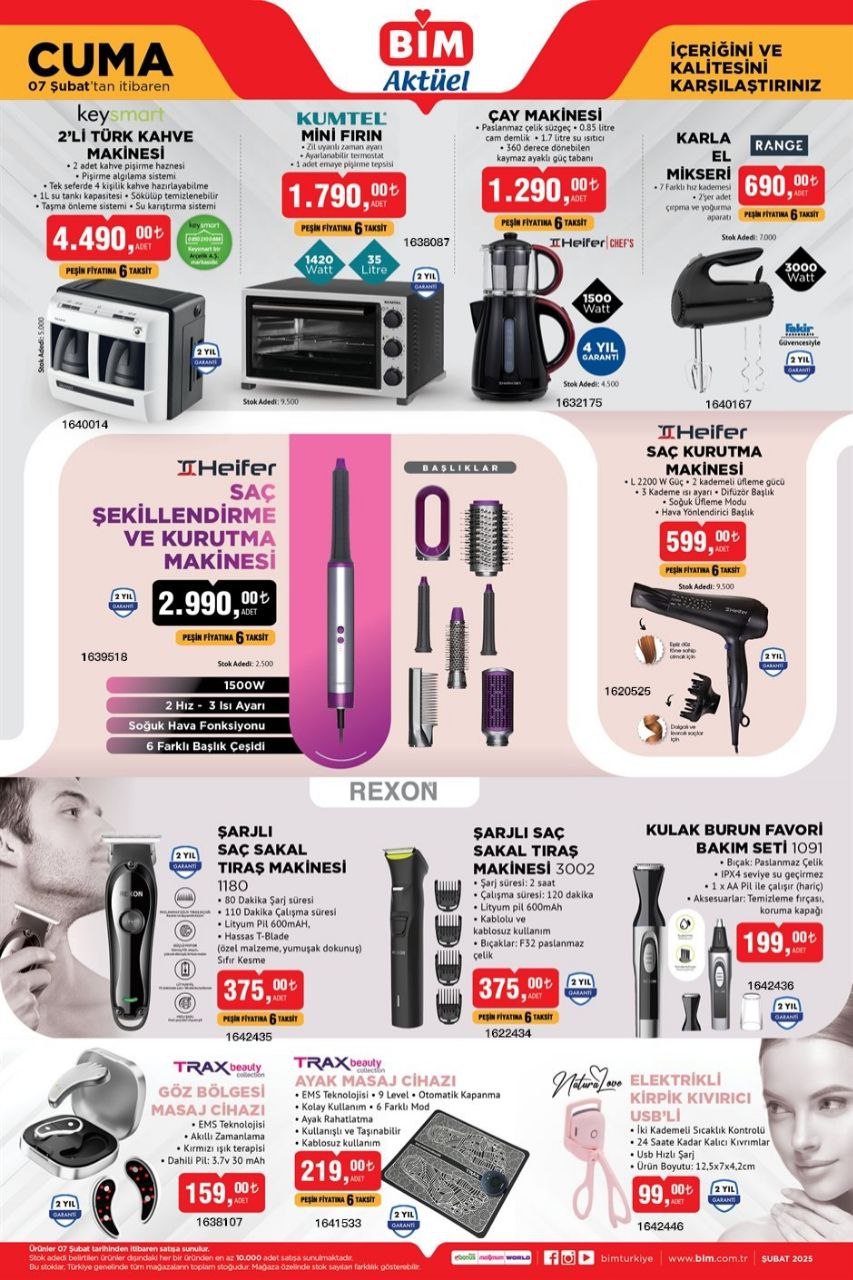 CUMA
07 Şubat'tan itibaren
BİM
Aktüel
İÇERİĞİNİ VE
KALİTESİNİ
KARŞILAŞTIRINIZ
keysmart
2'Lİ TÜRK KAHVE
MAKİNESİ
• 2 adet kahve pişirme haznesi
• Pişirme algılama sistemi
• Tek seferde 4 kişilik kahve hazırlayabilme
• 1L su tankı kapasitesi • Sökülüp temizlenebilir
• Taşma önleme sistemi • Su karıştırma sistemi
4.490,00₺
ADET
PEŞİN FİYATINA 6 TAKSİT
keysmart
Keysmart bir
Arçelik A.Ş.
markasıdır.
Stok Adedi: 5.000
2 YIL
GARANTİ
1640014
KUMTEL
MİNİ FIRIN
• Zil uyarılı zaman ayarı
• Ayarlanabilir termostat
• 1 adet emaye pişirme tepsisi
1.790,00₺
ADET
PEŞİN FİYATINA 6 TAKSİT
1638087
1420
Watt
35
Litre
2 YIL
GARANTİ
Stok Adedi: 9.500
ÇAY MAKİNESİ
• Paslanmaz çelik süzgeç • 0.85 litre
cam demlik • 1.7 litre su ısıtıcı
• 360 derece dönebilen
kaymaz ayaklı güç tabanı
1.290,00₺
ADET
PEŞİN FİYATINA 6 TAKSİT
Heifer CHEF'S
1500
Watt
4 YIL
GARANTİ
Stok Adedi: 4.500
1632175
KARLA
EL
MİKSERİ
RANGE
• 7 Farklı hız kademesi
• 2'şer adet
çırpma ve yoğurma
aparatı
690,00₺
ADET
PEŞİN FİYATINA 6 TAKSİT
Stok Adedi: 7.000
3000
Watt
Fakir
Güvencesiyle
2 YIL
GARANTİ
1640167
Heifer
SAÇ
ŞEKİLLENDİRME
VE KURUTMA
MAKİNESİ
2 YIL
GARANTİ
2.990,00₺
ADET
PEŞİN FİYATINA 6 TAKSİT
1639518
Stok Adedi: 2.500
1500W
2 Hız - 3 Isı Ayarı
Soğuk Hava Fonksiyonu
6 Farklı Başlık Çeşidi
BAŞLIKLAR
Heifer
SAÇ KURUTMA
MAKİNESİ
• L 2200 W Güç • 2 kademeli üfleme gücü
• 3 Kademe ısı ayarı • Difüzör Başlık
• Soğuk Üfleme Modu
• Hava Yönlendirici Başlık
599,00₺
ADET
PEŞİN FİYATINA 6 TAKSİT
Stok Adedi: 9.500
Heifer
Eşsiz düz
föne sahip
olmak için
2 YIL
GARANTİ
1620525
Dalgalı ve
kıvırcık saçlar
için
REXON
ŞARJLI
SAÇ SAKAL
TIRAŞ MAKİNESİ
1180
• 80 Dakika Şarj süresi
• 110 Dakika Çalışma süresi
• Lityum Pil 600mAH,
• Hassas T-Blade
(özel malzeme, yumuşak dokunuş)
Sıfır Kesme
2 YIL
GARANTİ
REXON
375,00₺
ADET
PEŞİN FİYATINA 6 TAKSİT
1642435
ŞARJLI SAÇ
SAKAL TIRAŞ
MAKİNESİ 3002
• Şarj süresi: 2 saat
• Çalışma süresi: 120 dakika
• Lityum pil 600mAh
• Kablolu ve
kablosuz kullanım
• Bıçaklar: F32 paslanmaz
çelik
REXON
375,00₺
ADET
PEŞİN FİYATINA 6 TAKSİT
2 YIL
GARANTİ
1622434
KULAK BURUN FAVORİ
BAKIM SETİ 1091
• Bıçak: Paslanmaz Çelik
• IPX4 seviye su geçirmez
• 1 x AA Pil ile çalışır (hariç)
• Aksesuarlar: Temizleme fırçası,
koruma kapağı
199,00₺
ADET
1642436
2 YIL
GARANTİ
TRAX beauty
collection
GÖZ BÖLGESİ
MASAJ CİHAZI
• EMS Teknolojisi
• Akıllı Zamanlama
• Kırmızı ışık terapisi
• Dahili Pil: 3.7v 30 mAh
159,00₺
ADET
2 YIL
GARANTİ
1638107
TRAX beauty
collection
AYAK MASAJ CİHAZI
• EMS Teknolojisi • 9 Level • Otomatik Kapanma
• Kolay Kullanım • 6 Farklı Mod
• Ayak Rahatlatma
• Kullanışlı ve Taşınabilir
• Kablosuz kullanım
219,00₺
ADET
PEŞİN FİYATINA 6 TAKSİT
1641533
2 YIL
GARANTİ
NaturaLove
ELEKTRİKLİ
KİRPİK KIVIRICI
USB'Lİ
• İki Kademeli Sıcaklık Kontrolü
• 24 Saate Kadar Kalıcı Kıvrımlar
• Usb Hızlı Şarj
• Ürün Boyutu: 12,5x7x4,2cm
99,00₺
ADET
2 YIL
GARANTİ
1642446
Ürünler 07 Şubat tarihinden itibaren satışa sunulur.
Stok adedi belirtilen ürünler dışındaki her bir üründen en az 10.000 adet satışa sunulmaktadır.
Bu stoklar, Türkiye genelinde tüm mağazaların toplam stoğudur. Mağaza özelinde stok sayıları farklılık gösterebilir.
bonus maximum WORLD
bimturkiye
www.bim.com.tr
ŞUBAT 2025